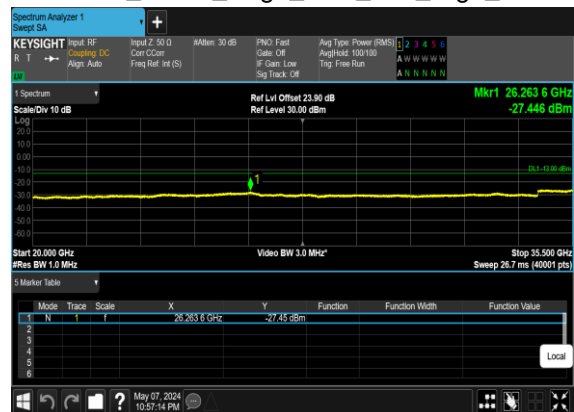 Spectrum Analyzer 1
Swept SA
+
KEYSIGHT Input: RF Input Z: 50 Ω #Atten: 30 dB PNO: Fast Avg Type: Power (RMS) 1 2 3 4 5 6
R T Coupling: DC Corr CCorr Gate: Off Avg|Hold: 100/100 A W W W W W
Align: Auto Freq Ref: Int (S) IF Gain: Low Trig: Free Run
Sig Track: Off A N N N N N
1 Spectrum Ref Lvl Offset 23.90 dB Mkr1 26.263 6 GHz
Scale/Div 10 dB Ref Level 30.00 dBm -27.446 dBm
Log
20.0
10.0
0.00
-10.0 DL1 -13.00 dBm
1
-20.0
-30.0
-40.0
-50.0
-60.0
Start 20.000 GHz Video BW 3.0 MHz* Stop 35.500 GHz
#Res BW 1.0 MHz Sweep 26.7 ms (40001 pts)
5 Marker Table
Mode Trace Scale X Y Function Function Width Function Value
1 N 1 f 26.263 6 GHz -27.45 dBm
2
3
4
5
6
Local
? May 07, 2024
10:57:14 PM